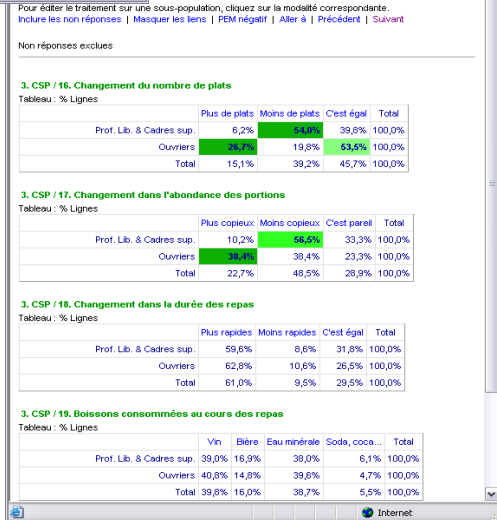 Pour éditer le traitement sur une sous-population, cliquez sur la modalité correspondante.
Inclure les non réponses | Masquer les liens | PEM négatif | Aller à | Précédent | Suivant
Non réponses exclues
3. CSP / 16. Changement du nombre de plats
Tableau : % Lignes
Plus de plats Moins de plats C'est égal Total
Prof. Lib. & Cadres sup. 6,2% 54,0% 39,8% 100,0%
Ouvriers 26,7% 19,8% 53,5% 100,0%
Total 15,1% 39,2% 45,7% 100,0%
3. CSP / 17. Changement dans l'abondance des portions
Tableau : % Lignes
Plus copieux Moins copieux C'est pareil Total
Prof. Lib. & Cadres sup. 10,2% 56,5% 33,3% 100,0%
Ouvriers 38,4% 38,4% 23,3% 100,0%
Total 22,7% 48,5% 28,9% 100,0%
3. CSP / 18. Changement dans la durée des repas
Tableau : % Lignes
Plus rapides Moins rapides C'est égal Total
Prof. Lib. & Cadres sup. 59,6% 8,6% 31,8% 100,0%
Ouvriers 62,8% 10,6% 26,5% 100,0%
Total 61,0% 9,5% 29,5% 100,0%
3. CSP / 19. Boissons consommées au cours des repas
Tableau : % Lignes
Vin Bière Eau minérale Soda, coca... Total
Prof. Lib. & Cadres sup. 39,0% 16,9% 38,0% 6,1% 100,0%
Ouvriers 40,8% 14,8% 39,6% 4,7% 100,0%
Total 39,8% 16,0% 38,7% 5,5% 100,0%
Internet